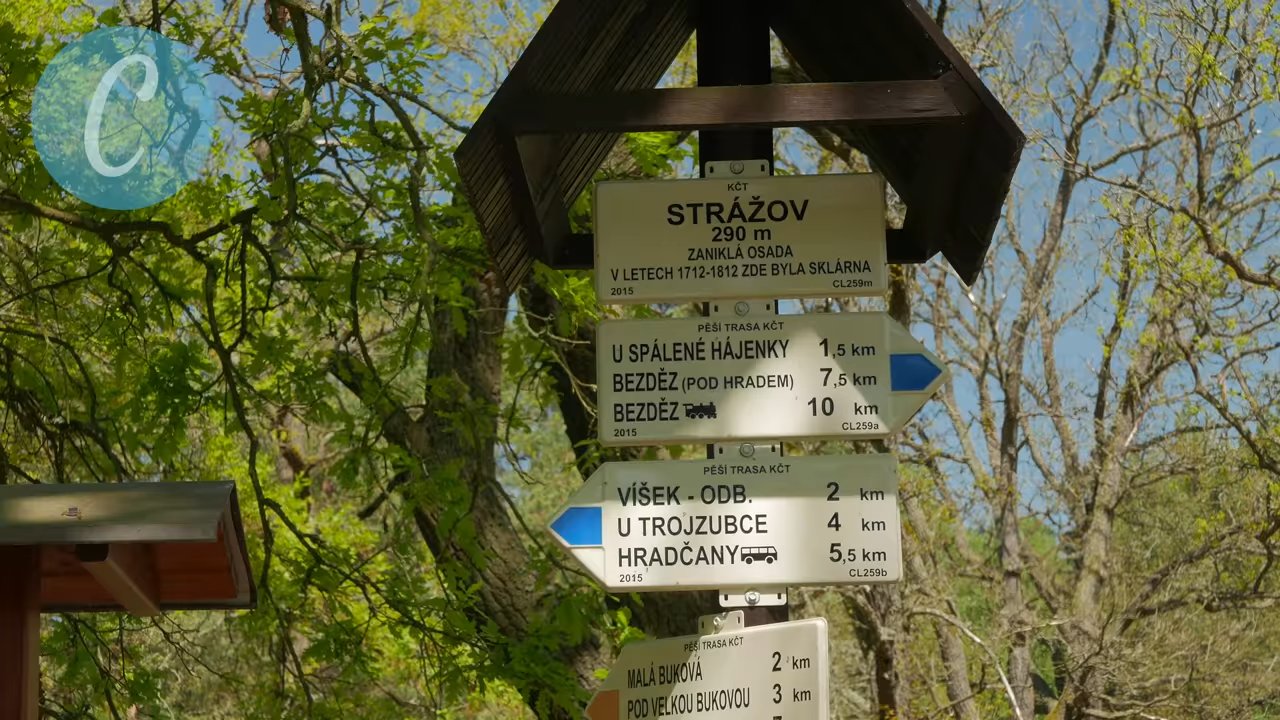 C
KČT
STRÁŽOV
290 m
ZANIKLÁ OSADA
V LETECH 1712-1812 ZDE BYLA SKLÁRNA
2015 CL259m
PĚŠÍ TRASA KČT
U SPÁLENÉ HÁJENKY 1,5 km
BEZDĚZ (POD HRADEM) 7,5 km
BEZDĚZ 10 km
2015 CL259a
PĚŠÍ TRASA KČT
VÍŠEK - ODB. 2 km
U TROJZUBCE 4 km
HRADČANY 5,5 km
2015 CL259b
PĚŠÍ TRASA KČT
MALÁ BUKOVÁ 2 km
POD VELKOU BUKOVOU 3 km